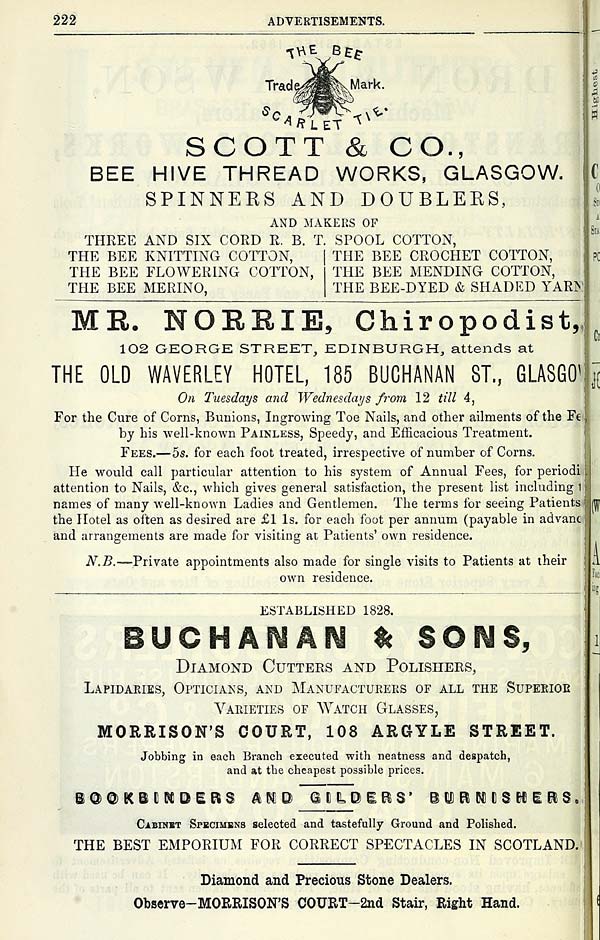 222
ADVERTISEMENTS.
THE BEE
Trade Mark.
SCARLET TIE.
SCOTT & CO.,
BEE HIVE THREAD WORKS, GLASGOW.
SPINNERS AND DOUBLERS,
AND MAKERS OF
THREE AND SIX CORD R. B. T. SPOOL COTTON,
THE BEE KNITTING COTTON,
THE BEE FLOWERING COTTON,
THE BEE MERINO,
THE BEE CROCHET COTTON,
THE BEE MENDING COTTON,
THE BEE-DYED & SHADED YARN
MR. NORRIE, Chiropodist,
102 GEORGE STREET, EDINBURGH, attends at
THE OLD WAVERLEY HOTEL, 185 BUCHANAN ST., GLASGO
On Tuesdays and Wednesdays from 12 till 4,
For the Cure of Corns, Bunions, Ingrowing Toe Nails, and other ailments of the Fe
by his well-known PAINLESS, Speedy, and Efficacious Treatment.
FEES.—5s. for each foot treated, irrespective of number of Corns.
He would call particular attention to his system of Annual Fees, for periodi
attention to Nails, &c., which gives general satisfaction, the present list including
names of many well-known Ladies and Gentlemen. The terms for seeing Patients
the Hotel as often as desired are £1 1s. for each foot per annum (payable in advanc
and arrangements are made for visiting at Patients' own residence.
N.B.—Private appointments also made for single visits to Patients at their
own residence.
ESTABLISHED 1828.
BUCHANAN & SONS,
DIAMOND CUTTERS AND POLISHERS,
LAPIDARIES, OPTICIANS, AND MANUFACTURERS OF ALL THE SUPERIOR
VARIETIES OF WATCH GLASSES,
MORRISON'S COURT, 108 ARGYLE STREET.
Jobbing in each Branch executed with neatness and despatch,
and at the cheapest possible prices.
BOOKBINDERS AND GILDERS' BURNISHERS.
CABINET SPECIMENS selected and tastefully Ground and Polished.
THE BEST EMPORIUM FOR CORRECT SPECTACLES IN SCOTLAND.
Diamond and Precious Stone Dealers.
Observe—MORRISON'S COURT—2nd Stair, Right Hand.
Highest